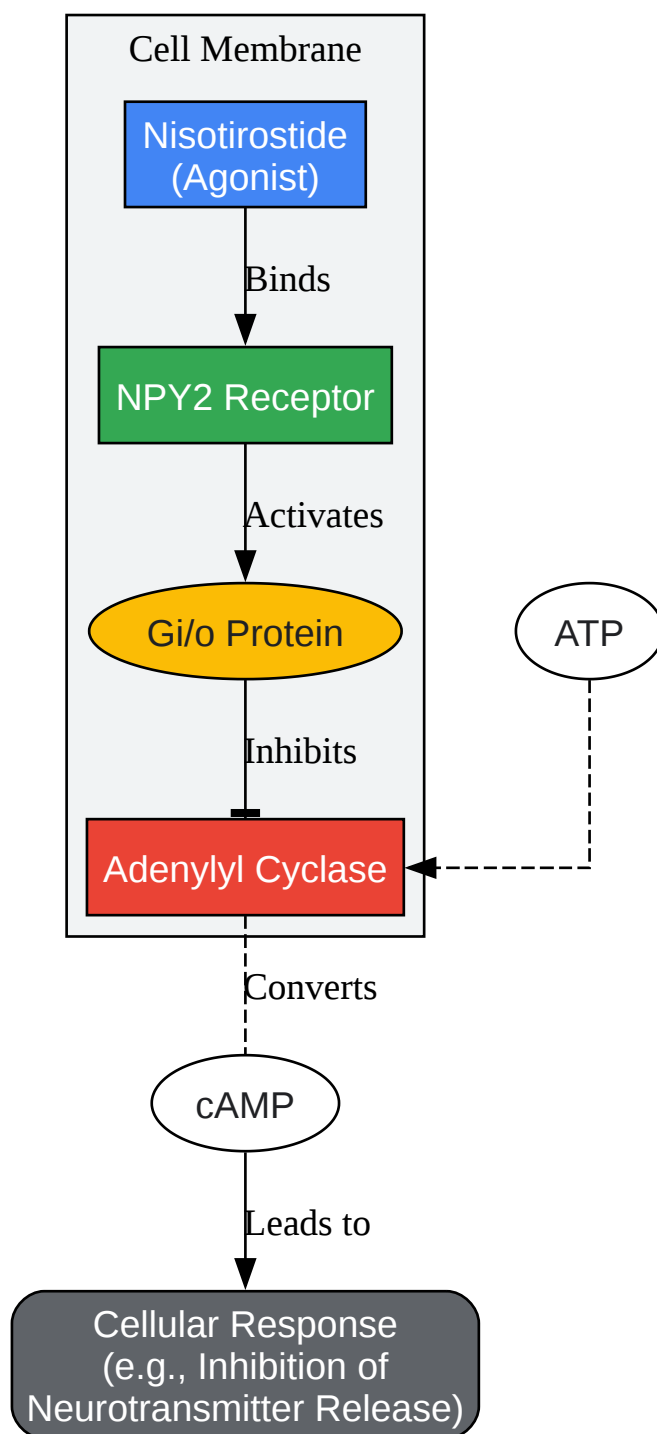 Cell Membrane
Nisotirostide
(Agonist)
Binds
NPY2 Receptor
Activates
Gi/o Protein
ATP
Inhibits
Adenylyl Cyclase
Converts
cAMP
Leads to
Cellular Response
(e.g., Inhibition of
Neurotransmitter Release)